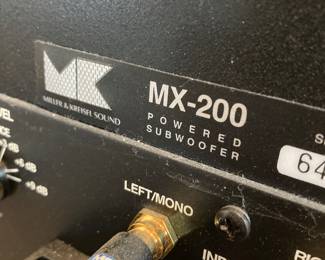 MK
MILLER & KREISEL SOUND
MX-200
POWERED
SUBWOOFER
64
LEFT/MONO